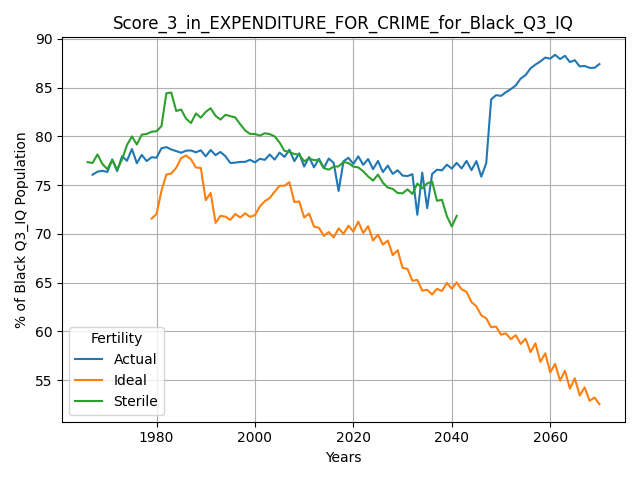 Score_3_in_EXPENDITURE_FOR_CRIME_for_Black_Q3_IQ
% of Black Q3_IQ Population
90
85
80
75
70
65
60
55
Fertility
Actual
Ideal
Sterile
1980
2000
2020
2040
2060
Years